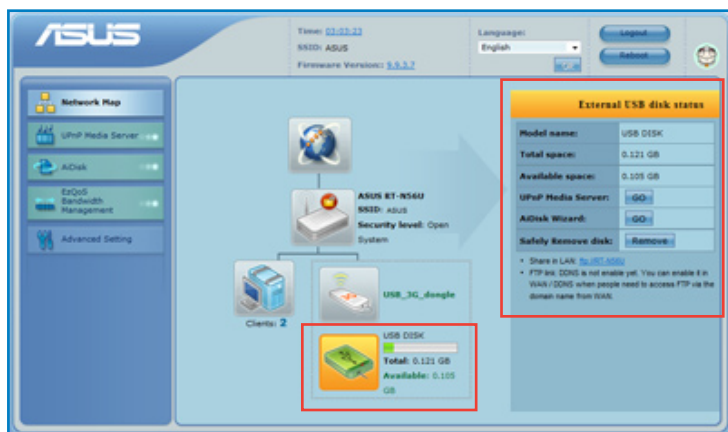 ASUS
Time: 03:03:23
SSID: ASUS
Firmware Version: 9.9.3.7
Language:
English
Logout
Reboot
Network Map
UPnP Media Server
AiDisk
EzQoS
Bandwidth
Management
Advanced Setting
ASUS RT-N56U
SSID: ASUS
Security level: Open
System
Clients: 2
USB_3G_dongle
USB DISK
Total: 0.121 GB
Available: 0.105
GB
External USB disk status
Model name: USB DISK
Total space: 0.121 GB
Available space: 0.105 GB
UPnP Media Server: GO
AiDisk Wizard: GO
Safely Remove disk: Remove
• Share in LAN: ftp://RT-N56U
• FTP link: DDNS is not enable yet. You can enable it in
WAN / DDNS when people need to access FTP via the
domain name from WAN.